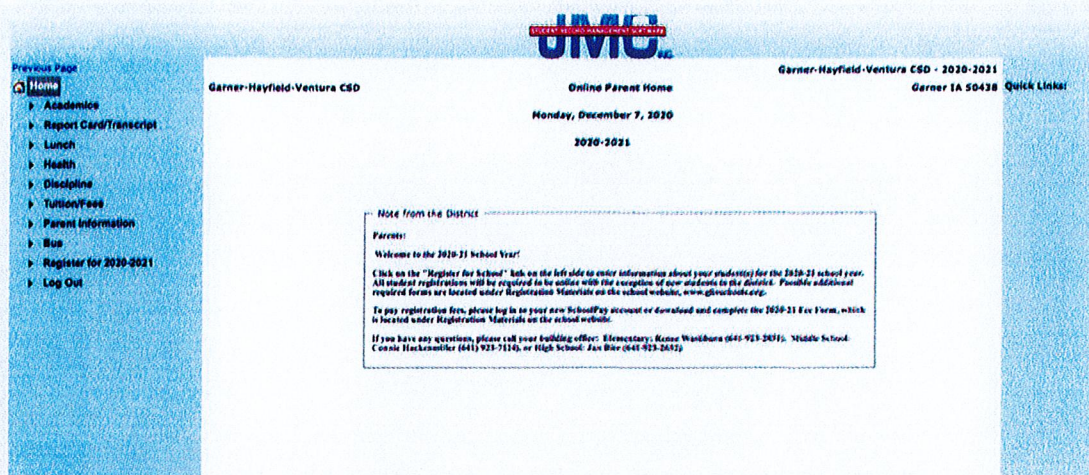 STUDENT RECORD MANAGEMENT SOFTWARE
JMC INC.
Previous Page
Home
Academics
Report Card/Transcript
Lunch
Health
Discipline
Tuition/Fees
Parent Information
Bus
Register for 2020-2021
Log Out
Garner-Hayfield-Ventura CSD
Online Parent Home
Monday, December 7, 2020
2020-2021
Garner-Hayfield-Ventura CSD - 2020-2021
Garner IA 50438
Quick Links:
Note from the District
Parents:
Welcome to the 2020-21 School Year!
Click on the "Register for School" link on the left side to enter information about your student(s) for the 2020-21 school year.
All student registrations will be required to be online with the exception of new students to the district. Possible additional
required forms are located under Registration Materials on the school website, www.ghvschools.org.
To pay registration fees, please log in to your new SchoolPay account or download and complete the 2020-21 Fee Form, which
is located under Registration Materials on the school website.
If you have any questions, please call your building office: Elementary: Renae (641-923-2831), Middle School:
Connie (641) 923-7114), or High School: Jan (641-923-2632)